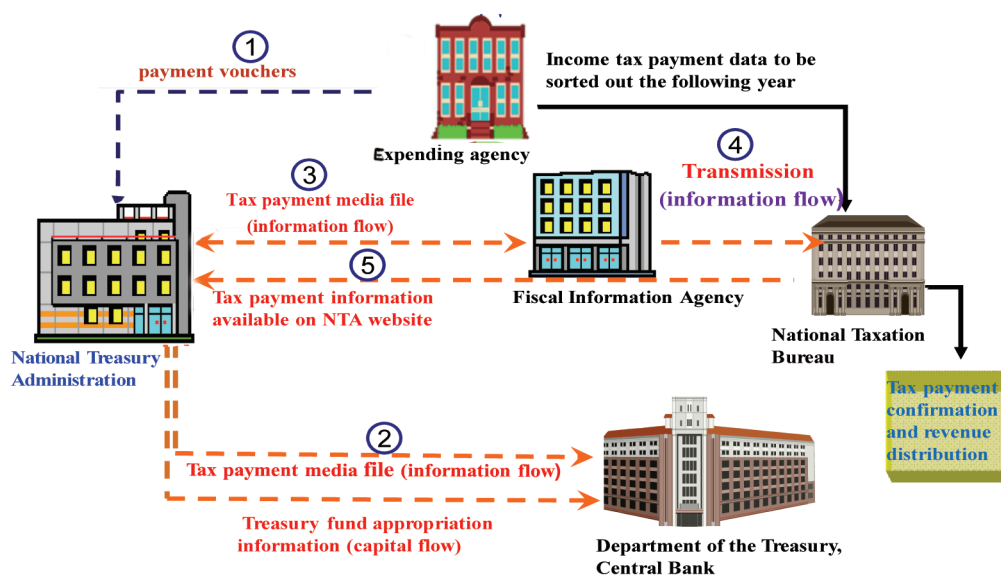 1
payment vouchers
Income tax payment data to be
sorted out the following year
Expending agency
3
Tax payment media file
(information flow)
4
Transmission
(information flow)
5
Tax payment information
available on NTA website
Fiscal Information Agency
National Taxation
Bureau
National Treasury
Administration
Tax payment
confirmation
and revenue
distribution
2
Tax payment media file (information flow)
Treasury fund appropriation
information (capital flow)
Department of the Treasury,
Central Bank